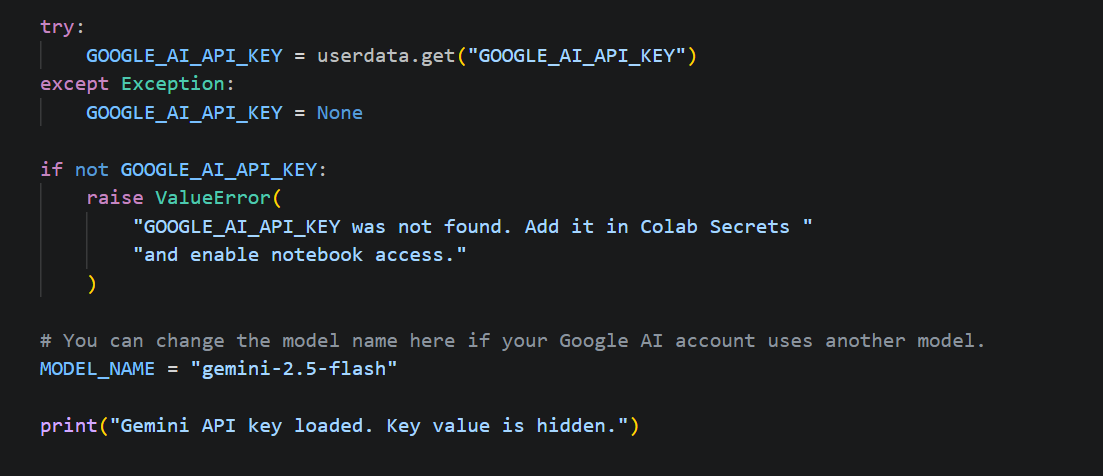 try:
    GOOGLE_AI_API_KEY = userdata.get("GOOGLE_AI_API_KEY")
except Exception:
    GOOGLE_AI_API_KEY = None

if not GOOGLE_AI_API_KEY:
    raise ValueError(
        "GOOGLE_AI_API_KEY was not found. Add it in Colab Secrets "
        "and enable notebook access."
    )

# You can change the model name here if your Google AI account uses another model.
MODEL_NAME = "gemini-2.5-flash"

print("Gemini API key loaded. Key value is hidden.")